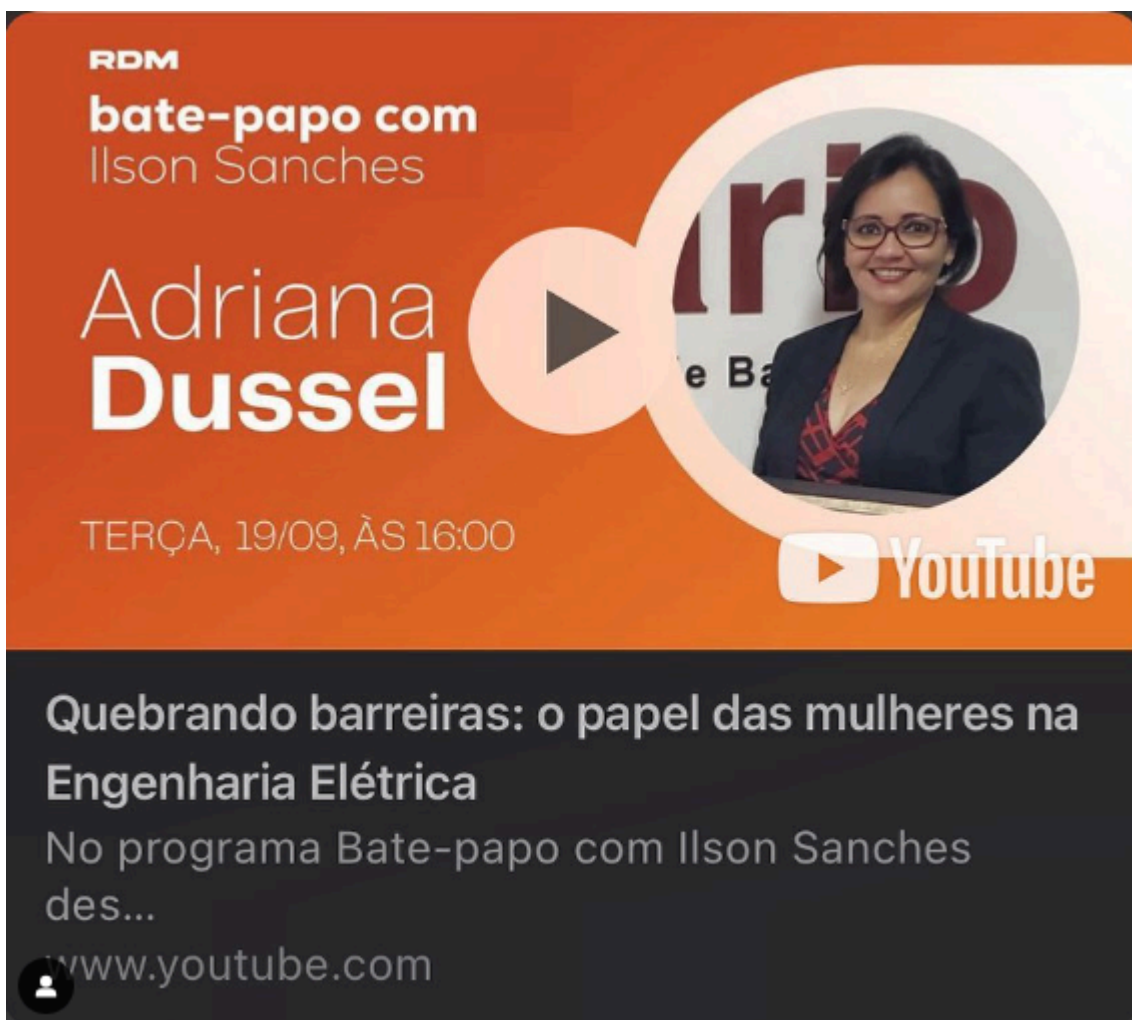 RDM
bate-papo com
Ilson Sanches
Adriana
Dussel
TERÇA, 19/09, ÀS 16:00
e Ba
YouTube
Quebrando barreiras: o papel das mulheres na
Engenharia Elétrica
No programa Bate-papo com Ilson Sanches
des...
www.youtube.com